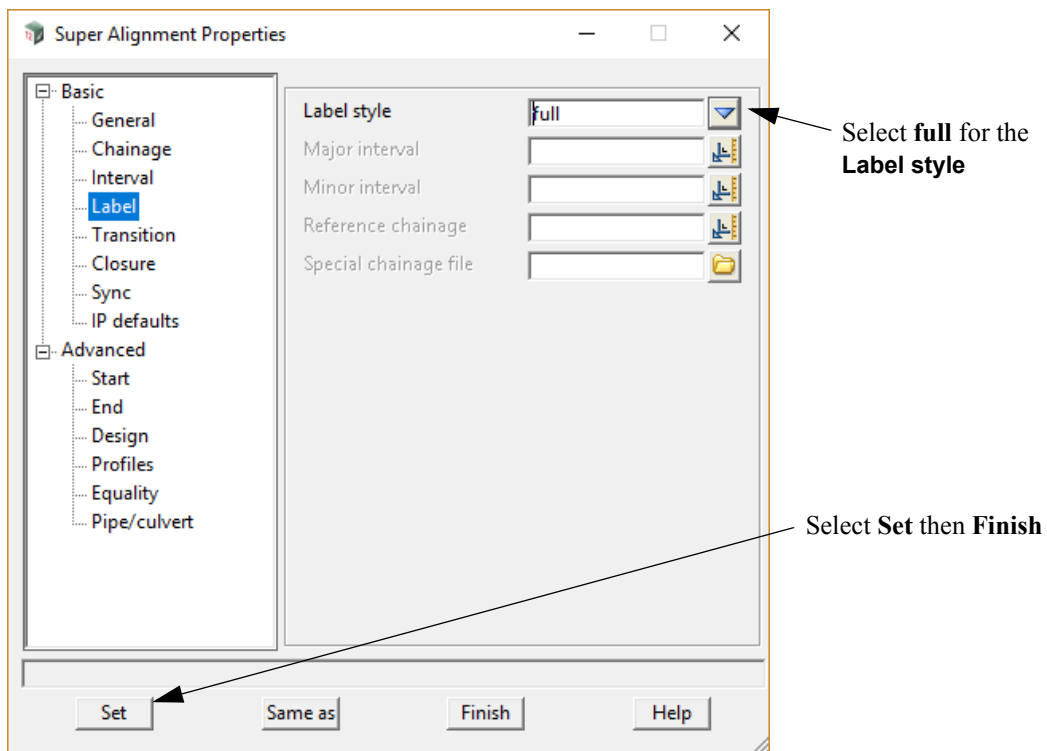 Super Alignment Properties
Basic
General
Chainage
Interval
Label
Transition
Closure
Sync
IP defaults
Advanced
Start
End
Design
Profiles
Equality
Pipe/culvert
Label style
full
Major interval
Minor interval
Reference chainage
Special chainage file
Select full for the
Label style
Select Set then Finish
Set
Same as
Finish
Help